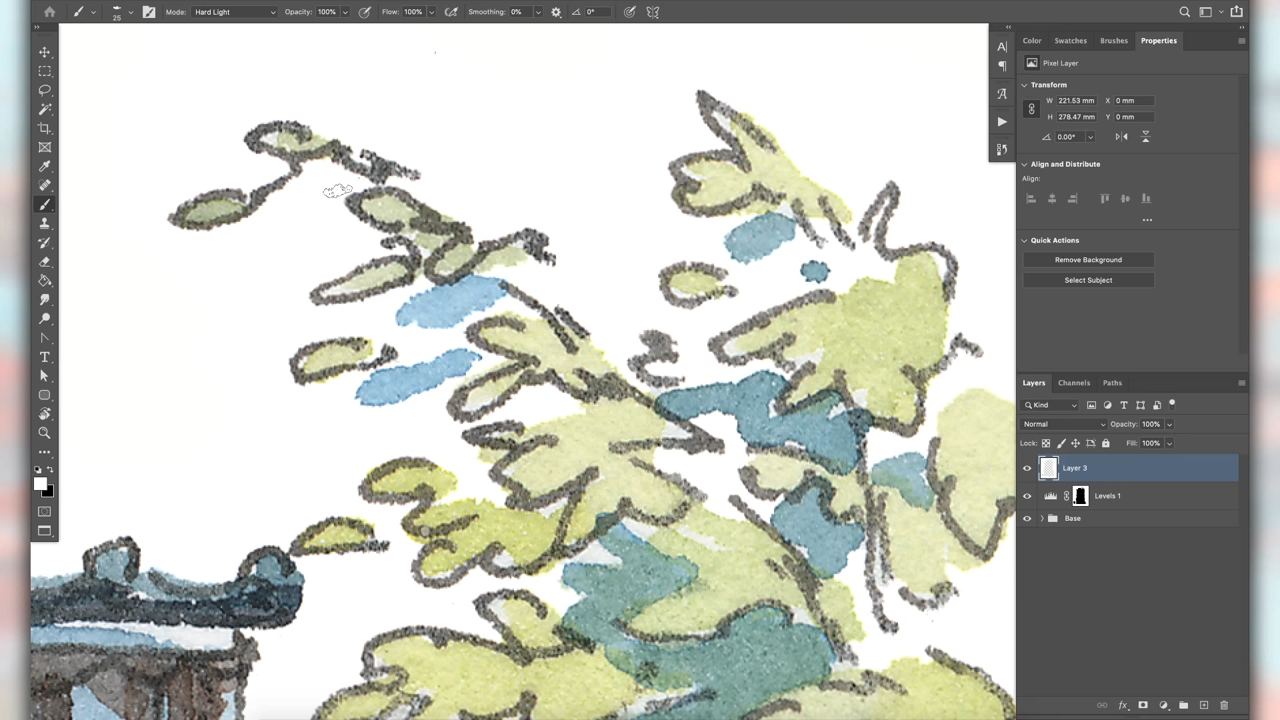 25 Mode: Hard Light Opacity: 100% Flow: 100% Smoothing: 0% 0°
Color Swatches Brushes Properties
Pixel Layer
Transform
W 221.53 mm X 0 mm
H 278.47 mm Y 0 mm
0.00°
Align and Distribute
Align:
Quick Actions
Remove Background
Select Subject
Layers Channels Paths
Kind
Normal Opacity: 100%
Lock: Fill: 100%
Layer 3
Levels 1
Base